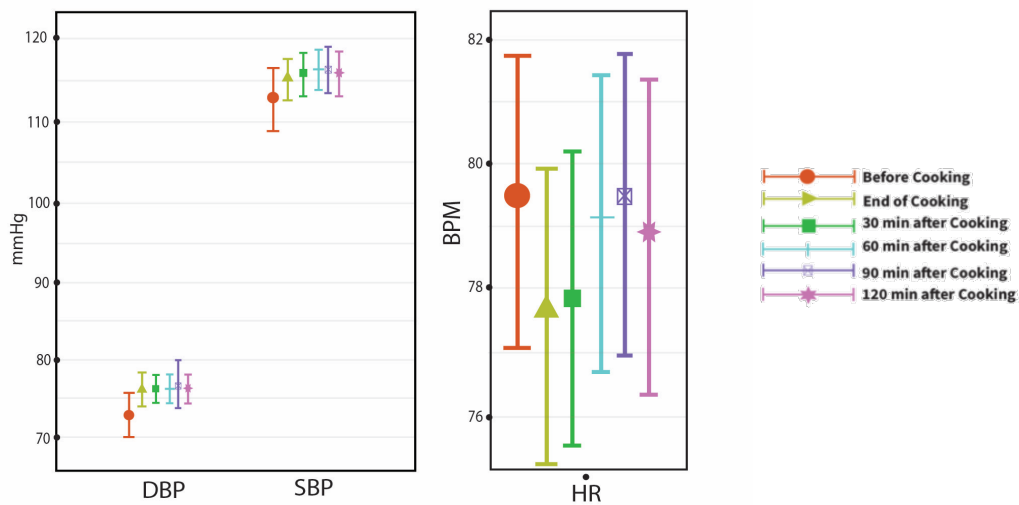 120
110
100
90
80
70
mmHg
DBP
SBP
82
80
78
76
BPM
HR
Before Cooking
End of Cooking
30 min after Cooking
60 min after Cooking
90 min after Cooking
120 min after Cooking